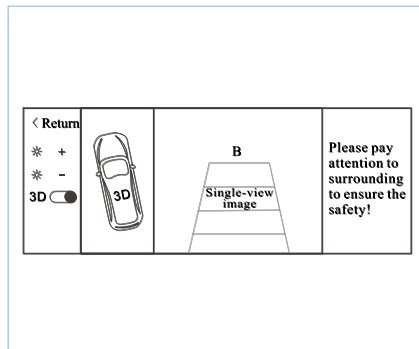 < Return
+
-
3D
3D
B
Single-view
image
Please pay
attention to
surrounding
to ensure the
safety!